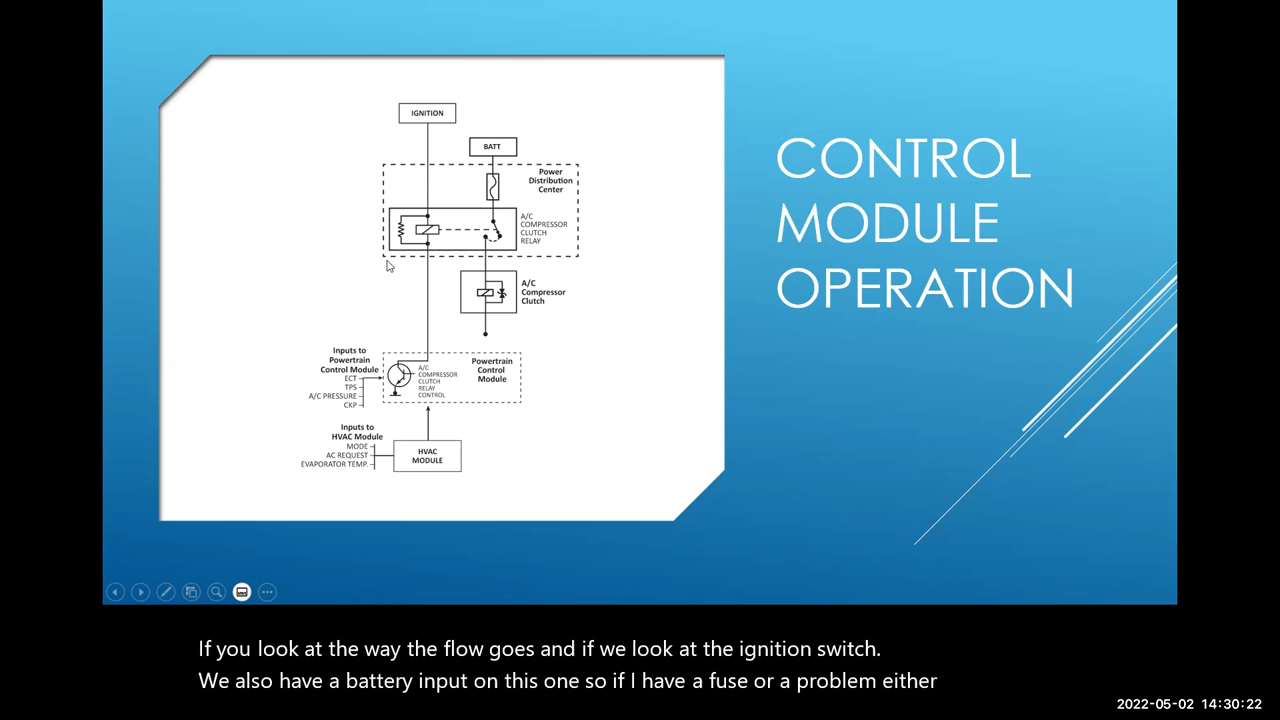 IGNITION
BATT
Power
Distribution
Center
A/C
COMPRESSOR
CLUTCH
RELAY
A/C
Compressor
Clutch
Inputs to
Powertrain
Control Module
ECT
TPS
A/C PRESSURE
CKP
A/C
COMPRESSOR
CLUTCH
RELAY
CONTROL
Powertrain
Control
Module
Inputs to
HVAC Module
MODE
AC REQUEST
EVAPORATOR TEMP.
HVAC
MODULE
CONTROL
MODULE
OPERATION
If you look at the way the flow goes and if we look at the ignition switch.
We also have a battery input on this one so if I have a fuse or a problem either
2022-05-02 14:30:22